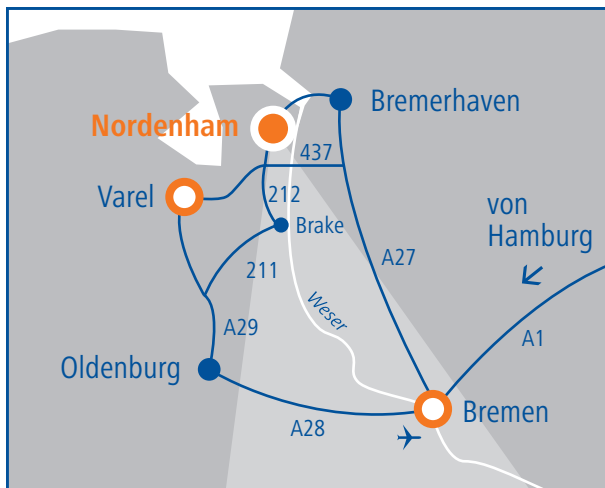 Bremerhaven
Nordenham
437
Varel
212
von
Hamburg
Brake
A27
211
Weser
A29
A1
Oldenburg
Bremen
A28